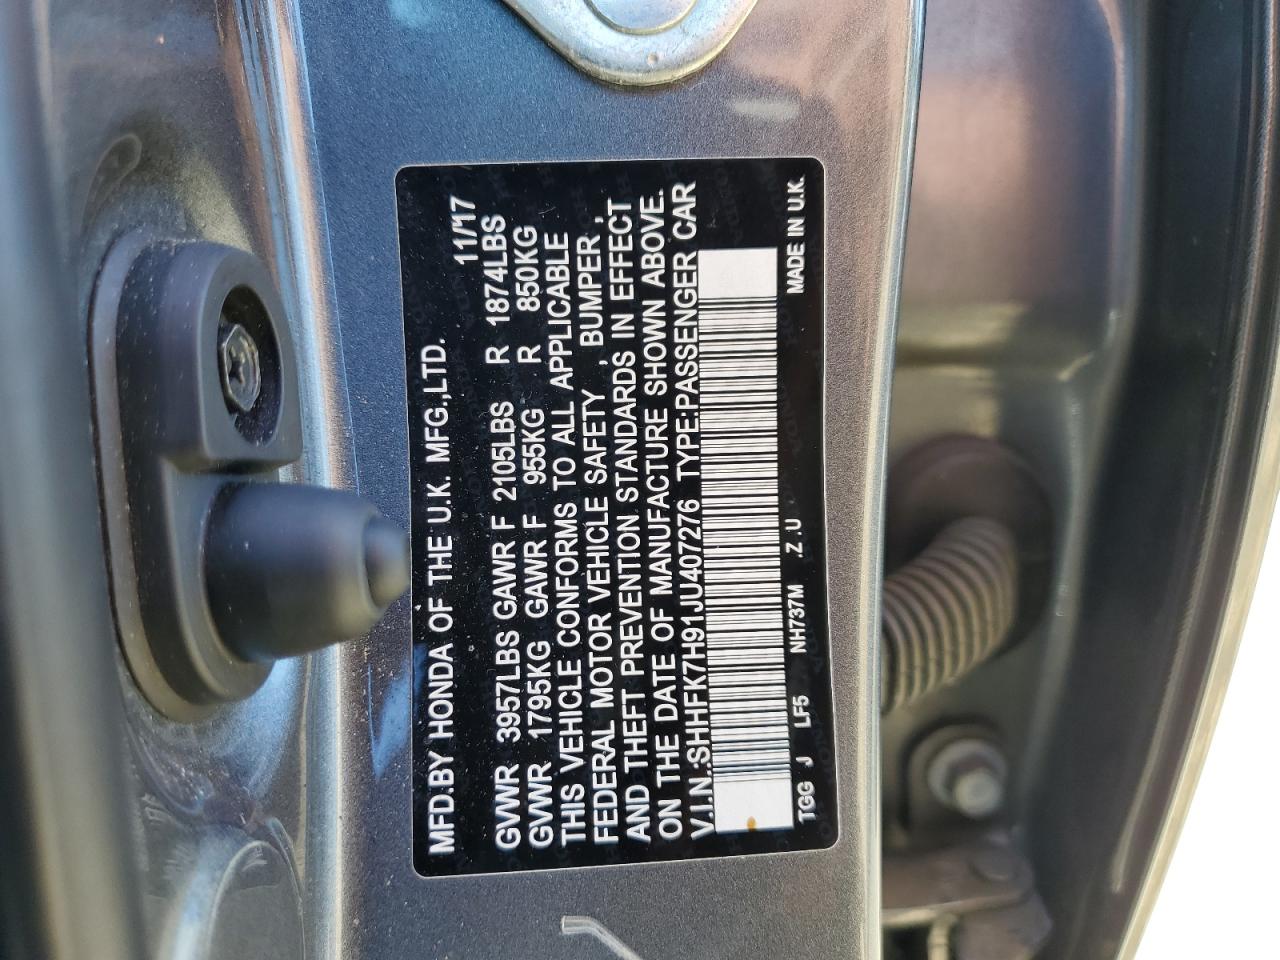 MFD.BY HONDA OF THE U.K. MFG.,LTD. 11/17
GVWR 3957LBS GAWR F 2105LBS R 1874LBS
GVWR 1795KG GAWR F 955KG R 850KG
THIS VEHICLE CONFORMS TO ALL APPLICABLE
FEDERAL MOTOR VEHICLE SAFETY , BUMPER ,
AND THEFT PREVENTION STANDARDS IN EFFECT
ON THE DATE OF MANUFACTURE SHOWN ABOVE.
V.I.N.:SHHFK7H91JU407276 TYPE:PASSENGER CAR
TGG J LF5 NH737M .Z.U MADE IN U.K.